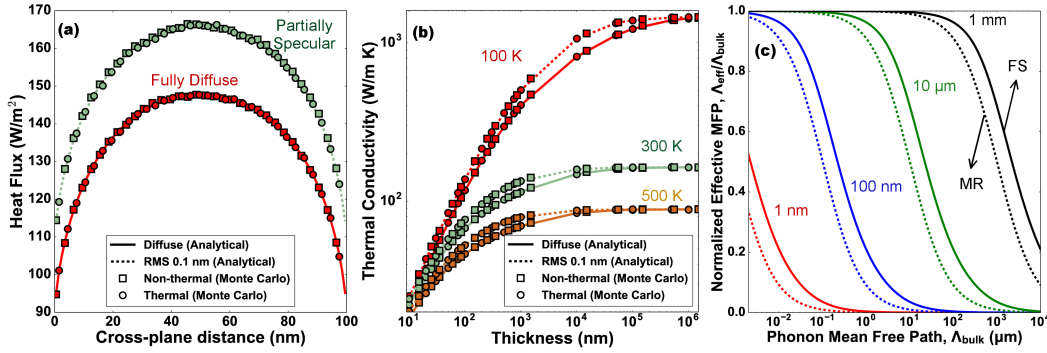 (a)
Partially
Specular
Fully Diffuse
Heat Flux (W/m²)
170
160
150
140
130
120
110
100
90
Diffuse (Analytical)
RMS 0.1 nm (Analytical)
Non-thermal (Monte Carlo)
Thermal (Monte Carlo)
0 20 40 60 80 100
Cross-plane distance (nm)
(b)
100 K
300 K
500 K
Thermal Conductivity (W/m K)
10³
10²
Diffuse (Analytical)
RMS 0.1 nm (Analytical)
Non-thermal (Monte Carlo)
Thermal (Monte Carlo)
10¹ 10² 10³ 10⁴ 10⁵ 10⁶
Thickness (nm)
(c)
1 mm
FS
10 μm
MR
100 nm
1 nm
Normalized Effective MFP, Λeff/Λbulk
1.0
0.8
0.6
0.4
0.2
0.0
10⁻¹ 10¹ 10² 10³ 10⁴
Phonon Mean Free Path, Λbulk (μm)